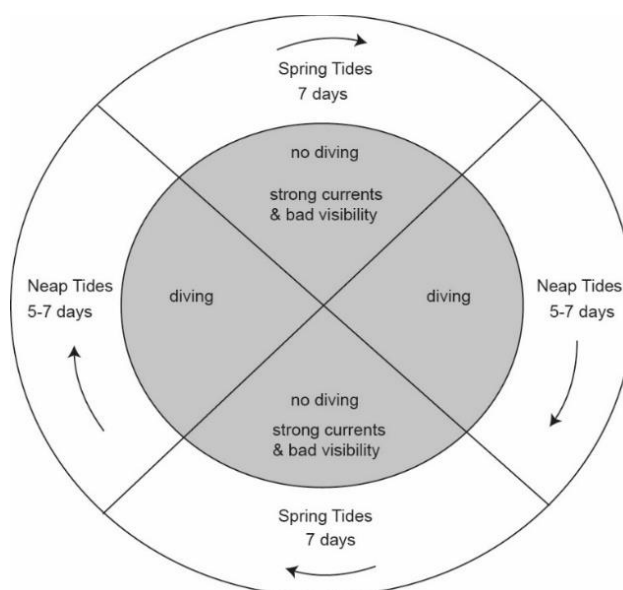 Spring Tides
7 days
no diving
strong currents
& bad visibility
Neap Tides
5-7 days
diving
diving
Neap Tides
5-7 days
no diving
strong currents
& bad visibility
Spring Tides
7 days